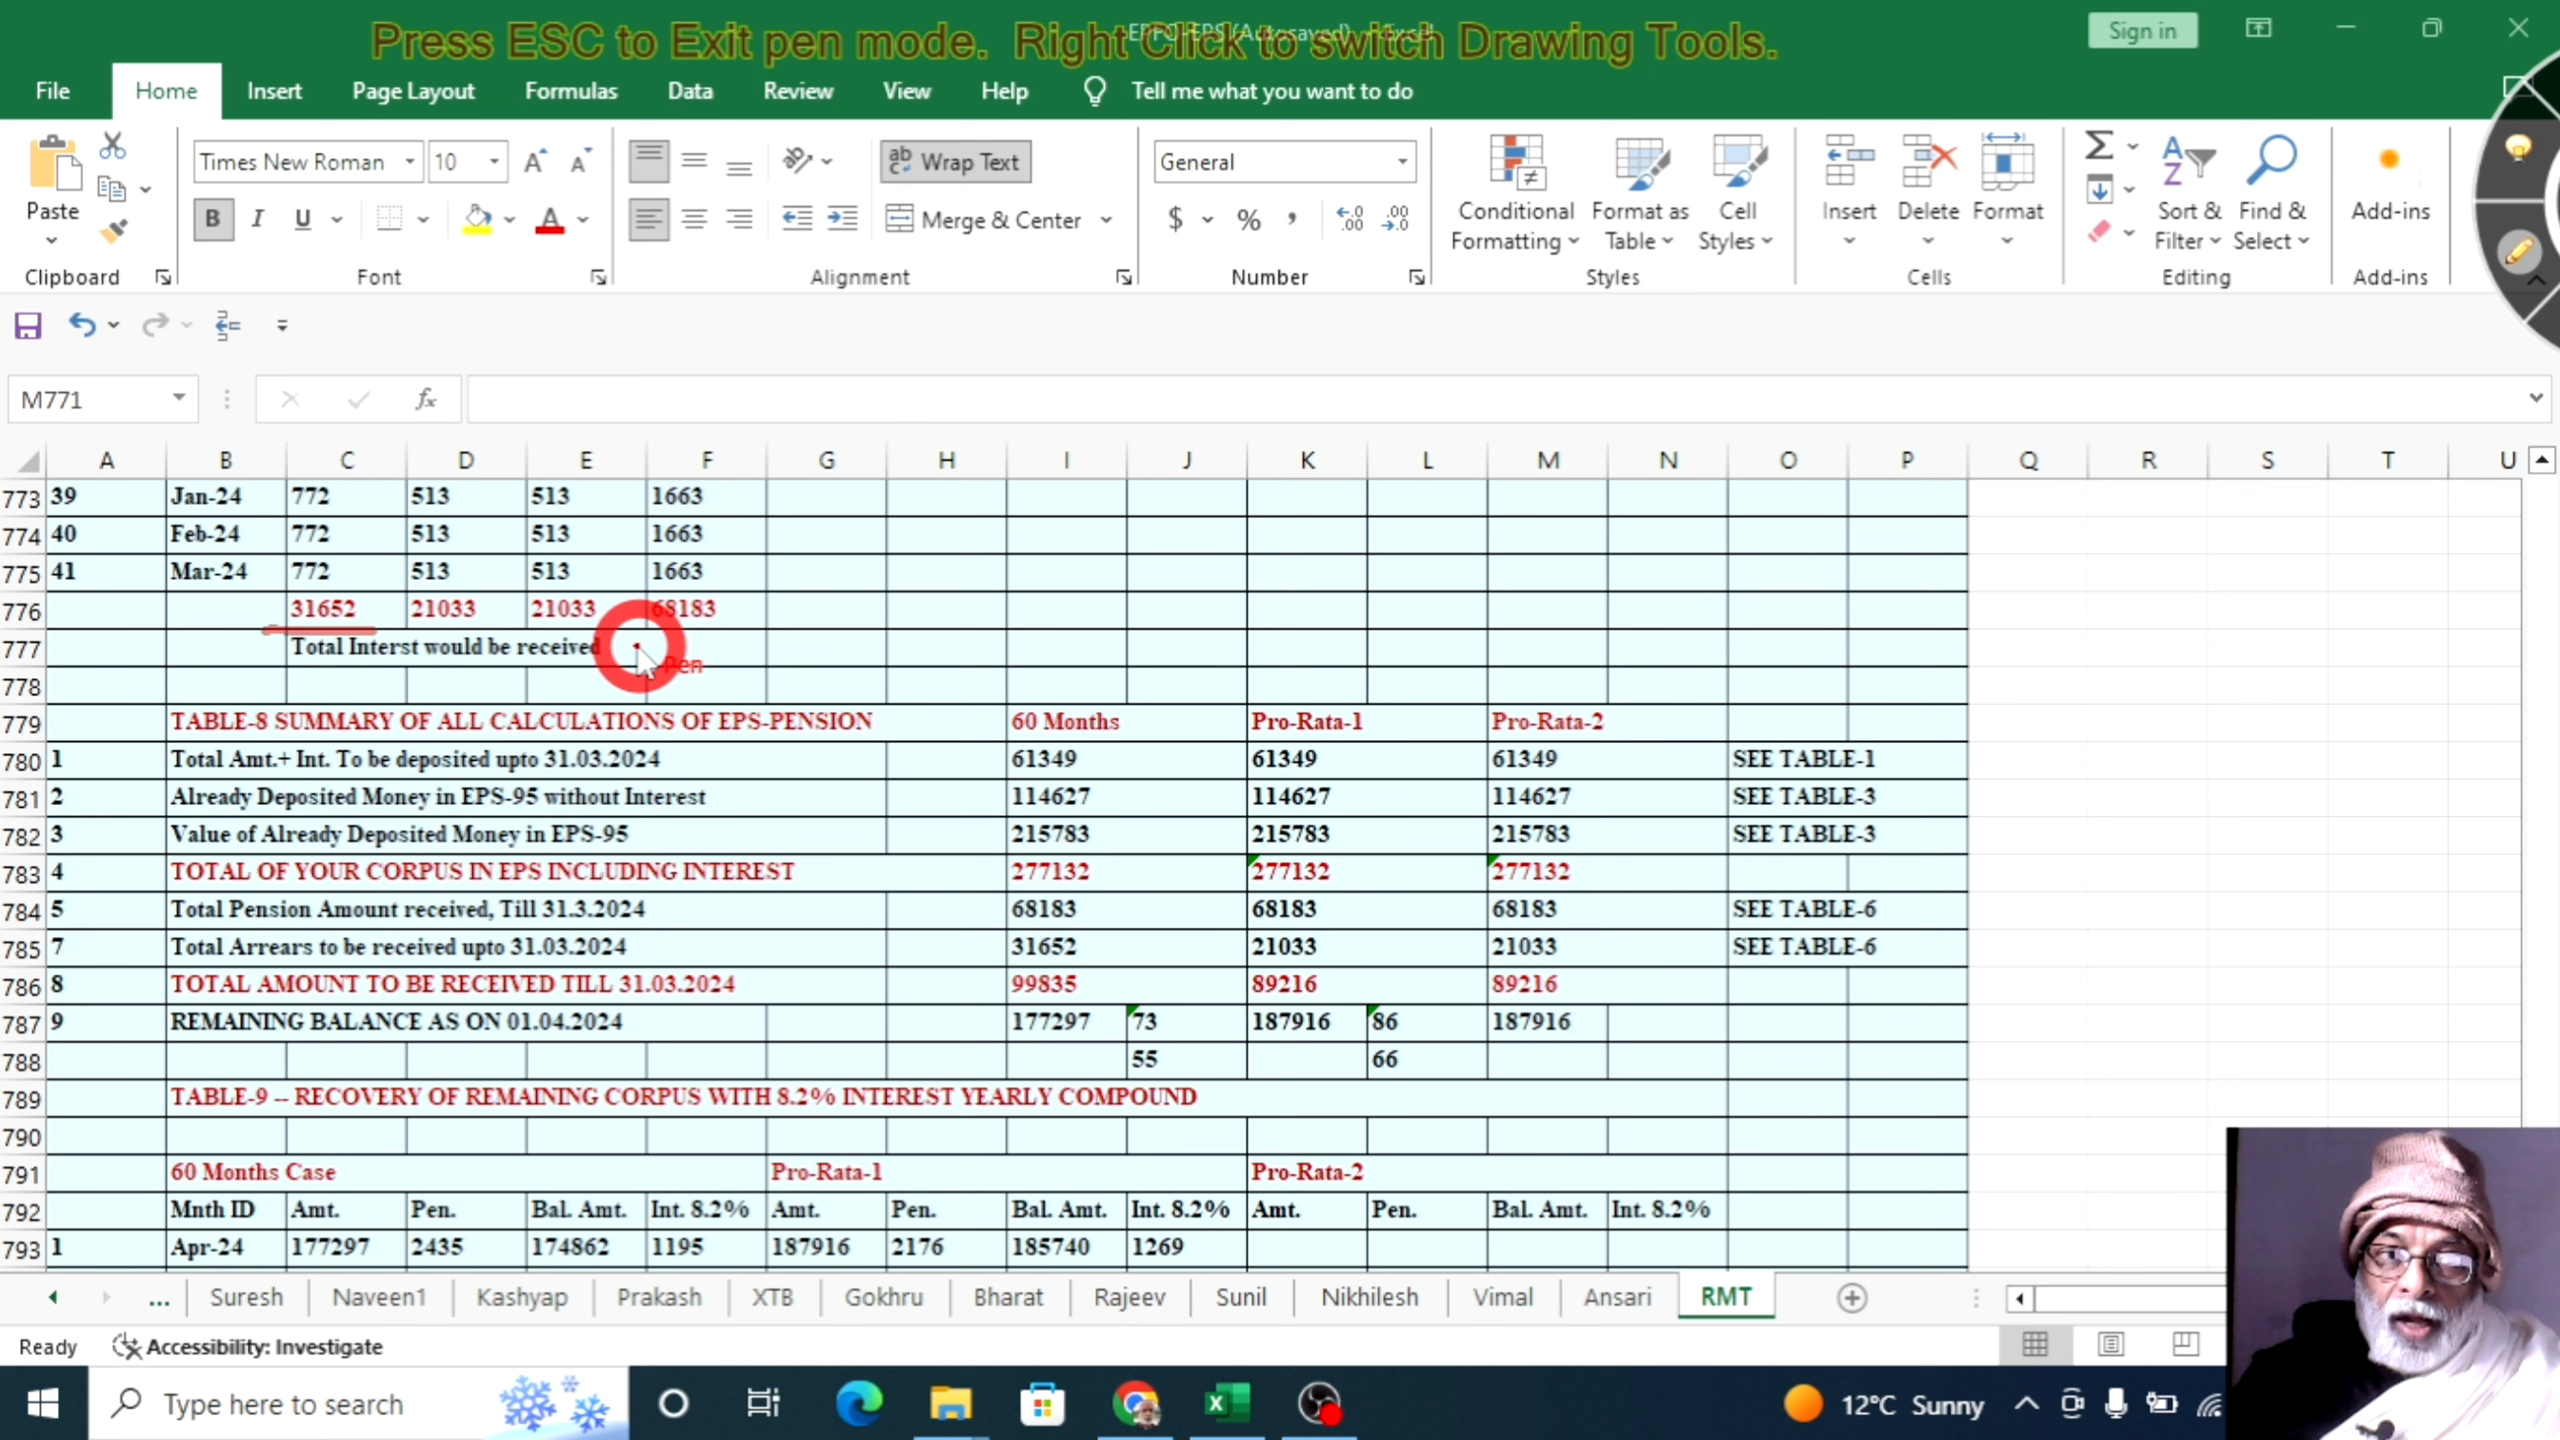 Press ESC to Exit pen mode. Right Click to switch Drawing Tools.
Sign in
File Home Insert Page Layout Formulas Data Review View Help Tell me what you want to do
Paste
Clipboard
Times New Roman 10
B I U
Font
Wrap Text
Merge & Center
Alignment
General
$ % ,
Number
Conditional Formatting
Format as Table
Cell Styles
Styles
Insert Delete Format
Cells
Sort & Filter
Find & Select
Editing
Add-ins
Add-ins
M771 fx
A B C D E F G H I J K L M N O P Q R S T U
773 39 Jan-24 772 513 513 1663
774 40 Feb-24 772 513 513 1663
775 41 Mar-24 772 513 513 1663
776 31652 21033 21033 68183
777 Total Interst would be received
Pen
778
779 TABLE-8 SUMMARY OF ALL CALCULATIONS OF EPS-PENSION 60 Months Pro-Rata-1 Pro-Rata-2
780 1 Total Amt.+ Int. To be deposited upto 31.03.2024 61349 61349 61349 SEE TABLE-1
781 2 Already Deposited Money in EPS-95 without Interest 114627 114627 114627 SEE TABLE-3
782 3 Value of Already Deposited Money in EPS-95 215783 215783 215783 SEE TABLE-3
783 4 TOTAL OF YOUR CORPUS IN EPS INCLUDING INTEREST 277132 277132 277132
784 5 Total Pension Amount received, Till 31.3.2024 68183 68183 68183 SEE TABLE-6
785 7 Total Arrears to be received upto 31.03.2024 31652 21033 21033 SEE TABLE-6
786 8 TOTAL AMOUNT TO BE RECEIVED TILL 31.03.2024 99835 89216 89216
787 9 REMAINING BALANCE AS ON 01.04.2024 177297 73 187916 86 187916
788 55 66
789 TABLE-9 -- RECOVERY OF REMAINING CORPUS WITH 8.2% INTEREST YEARLY COMPOUND
790
791 60 Months Case Pro-Rata-1 Pro-Rata-2
792 Mnth ID Amt. Pen. Bal. Amt. Int. 8.2% Amt. Pen. Bal. Amt. Int. 8.2% Amt. Pen. Bal. Amt. Int. 8.2%
793 1 Apr-24 177297 2435 174862 1195 187916 2176 185740 1269
... Suresh Naveen1 Kashyap Prakash XTB Gokhru Bharat Rajeev Sunil Nikhilesh Vimal Ansari RMT
Ready Accessibility: Investigate
Type here to search
12°C Sunny